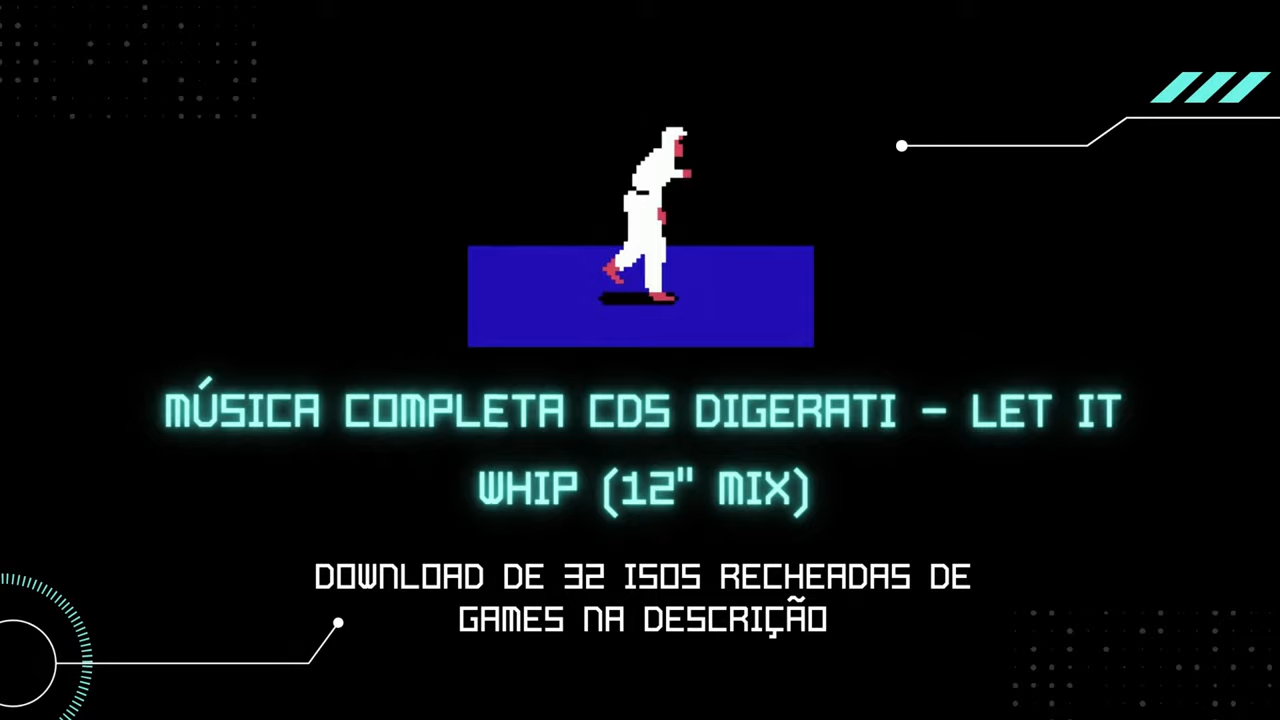 MÚSICA COMPLETA CDS DIGERATI - LET IT
WHIP (12" MIX)
DOWNLOAD DE 32 ISOS RECHEADAS DE
GAMES NA DESCRIÇÃO